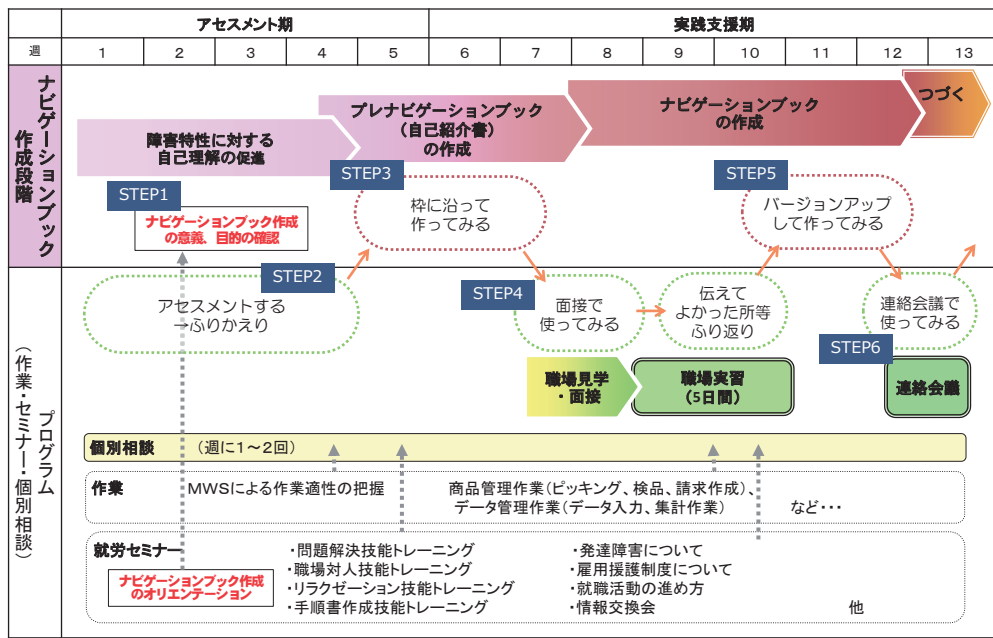 アセスメント期
実践支援期
週
1
2
3
4
5
6
7
8
9
10
11
12
13
ナビゲーションブック
作成段階
障害特性に対する
自己理解の促進
プレナビゲーションブック
(自己紹介書)
の作成
ナビゲーションブック
の作成
つづく
STEP1
ナビゲーションブック作成
の意義、目的の確認
STEP3
枠に沿って
作ってみる
STEP5
バージョンアップ
して作ってみる
プログラム
(作業・セミナー・個別相談)
STEP2
アセスメントする
→ふりかえり
STEP4
面接で
使ってみる
伝えて
よかった所等
ふり返り
連絡会議で
使ってみる
STEP6
職場見学
・面接
職場実習
(5日間)
連絡会議
個別相談 (週に1~2回)
作業 MWSによる作業適性の把握
商品管理作業(ピッキング、検品、請求作成)、
データ管理作業(データ入力、集計作業) など・・・
就労セミナー
ナビゲーションブック作成
のオリエンテーション
・問題解決技能トレーニング
・職場対人技能トレーニング
・リラクゼーション技能トレーニング
・手順書作成技能トレーニング
・発達障害について
・雇用援護制度について
・就職活動の進め方
・情報交換会 他